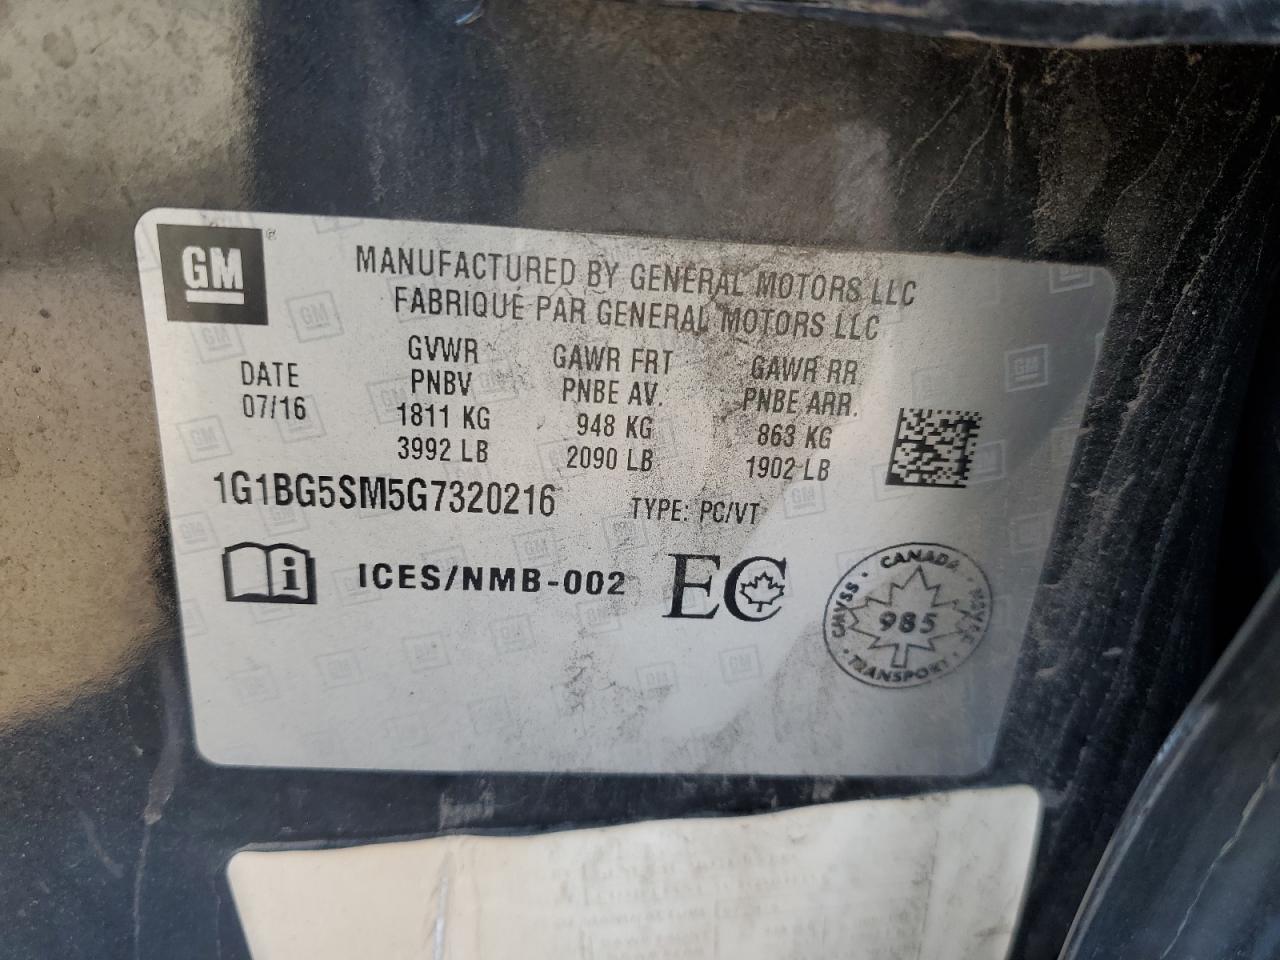 GM®
MANUFACTURED BY GENERAL MOTORS LLC
FABRIQUÉ PAR GENERAL MOTORS LLC
DATE
07/16
GVWR
PNBV
1811 KG
3992 LB
GAWR FRT
PNBE AV.
948 KG
2090 LB
GAWR RR
PNBE ARR.
863 KG
1902 LB
1G1BG5SM5G7320216 TYPE: PC/VT
i ICES/NMB-002 EC
CANADA
CMVSS
985
TRANSPORT